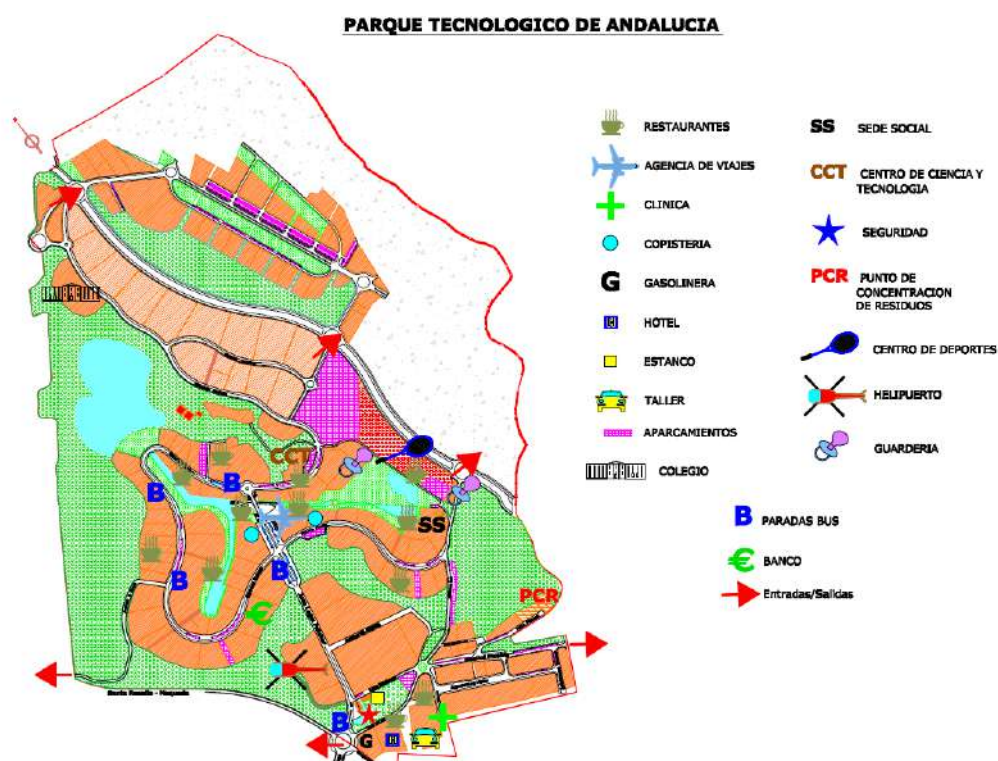 PARQUE TECNOLOGICO DE ANDALUCIA
RESTAURANTES
AGENCIA DE VIAJES
CLINICA
COPISTERIA
G
GASOLINERA
H
HOTEL
ESTANCO
TALLER
APARCAMIENTOS
COLEGIO
SS
SEDE SOCIAL
CCT
CENTRO DE CIENCIA Y
TECNOLOGIA
SEGURIDAD
PCR
PUNTO DE
CONCENTRACION
DE RESIDUOS
CENTRO DE DEPORTES
HELIPUERTO
GUARDERIA
B
PARADAS BUS
€
BANCO
Entradas/Salidas
CCT
B
B
SS
B
B
€
PCR
B
G
H